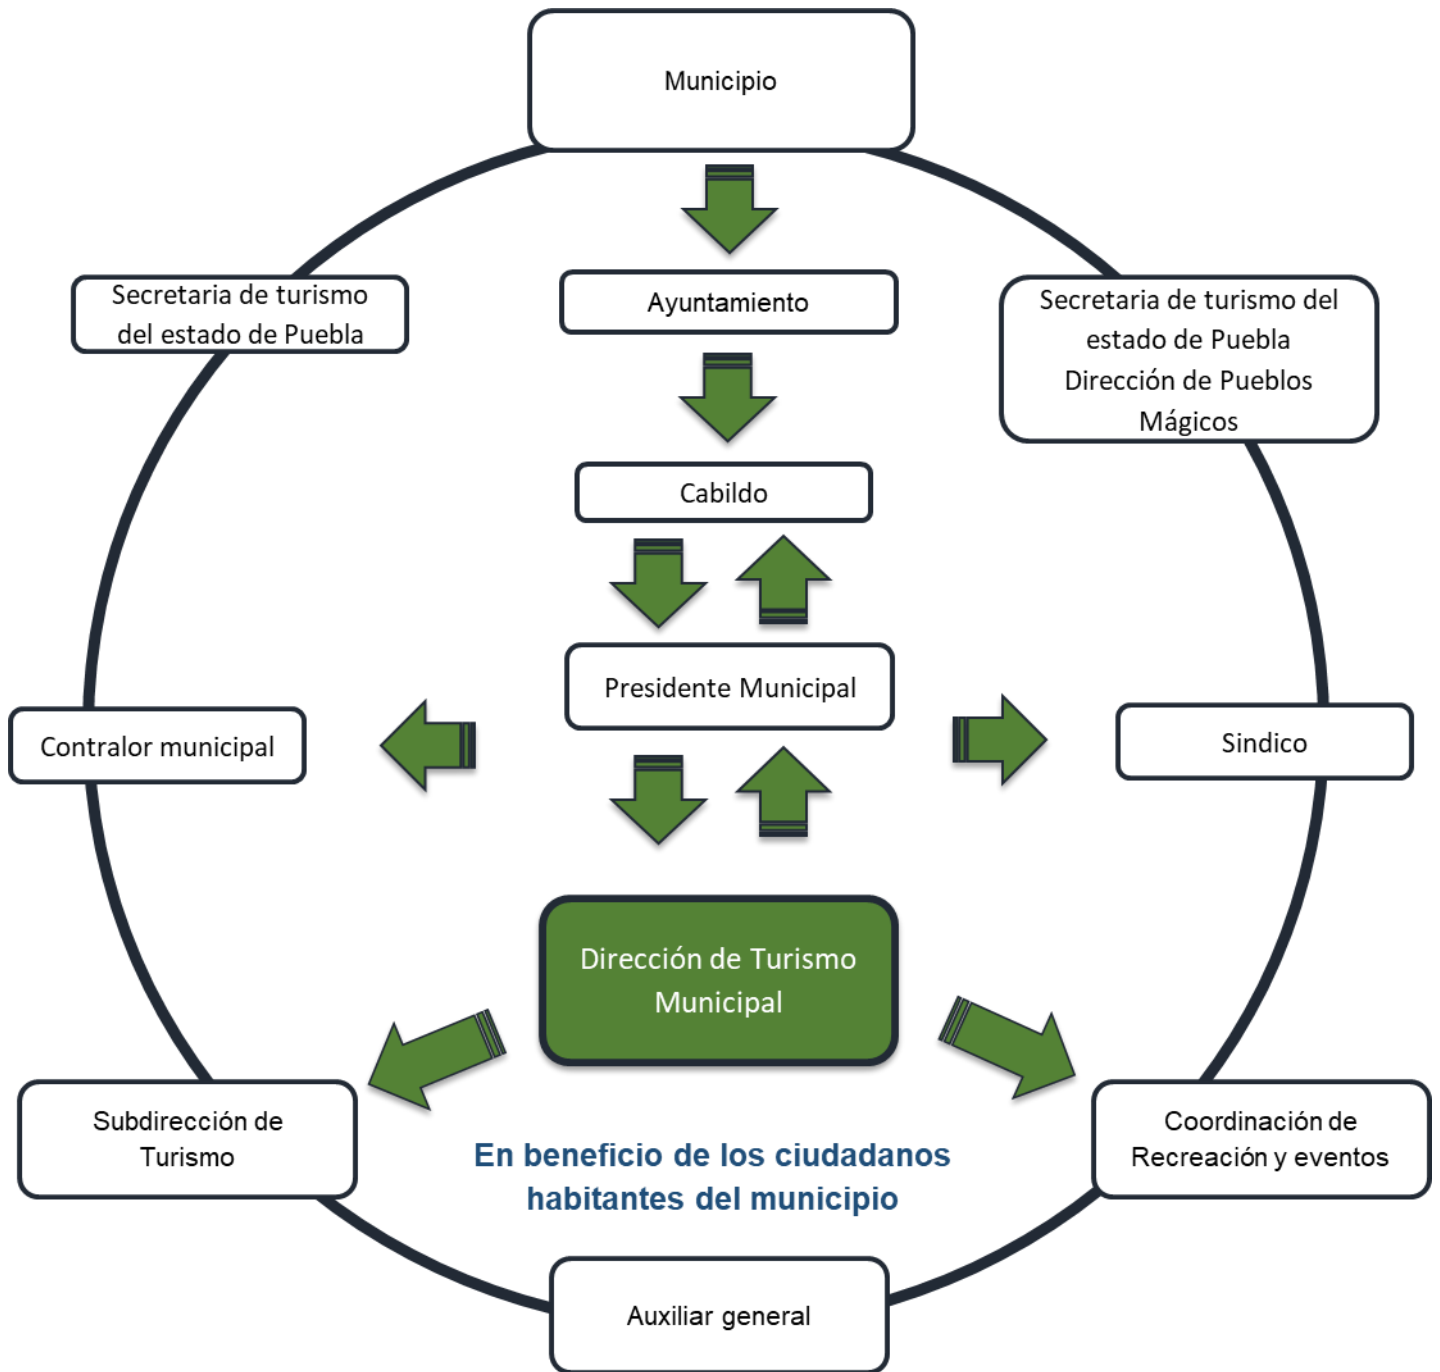 Municipio
Secretaria de turismo
del estado de Puebla
Ayuntamiento
Secretaria de turismo del
estado de Puebla
Dirección de Pueblos
Mágicos
Cabildo
Presidente Municipal
Contralor municipal
Sindico
Dirección de Turismo
Municipal
Subdirección de
Turismo
Coordinación de
Recreación y eventos
En beneficio de los ciudadanos
habitantes del municipio
Auxiliar general